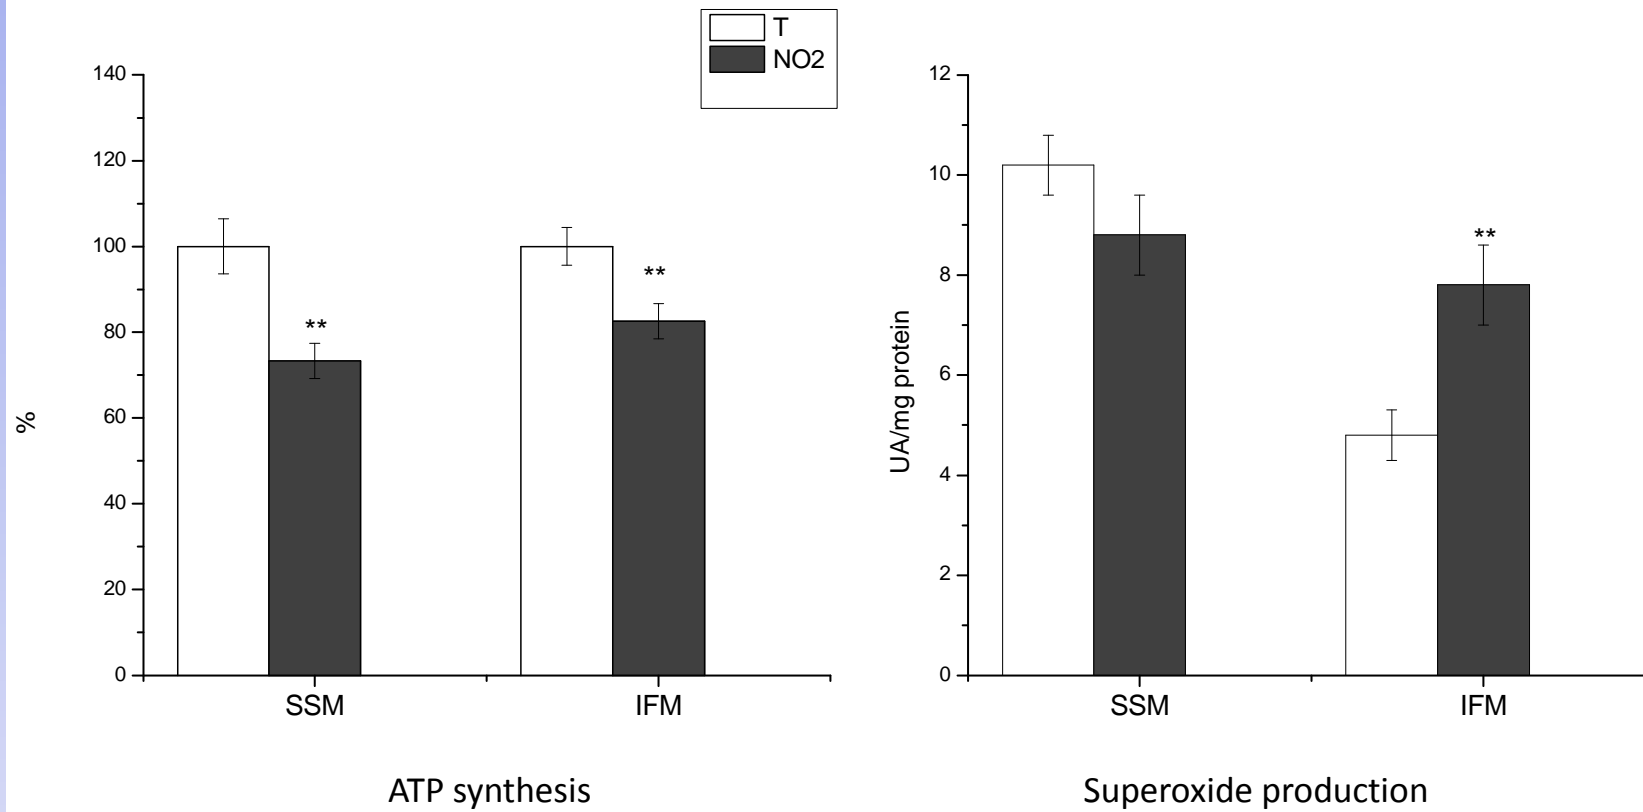 T
NO2
140
120
100
80
60
40
20
0
%
**
**
SSM
IFM
ATP synthesis
12
10
8
6
4
2
0
UA/mg protein
**
SSM
IFM
Superoxide production